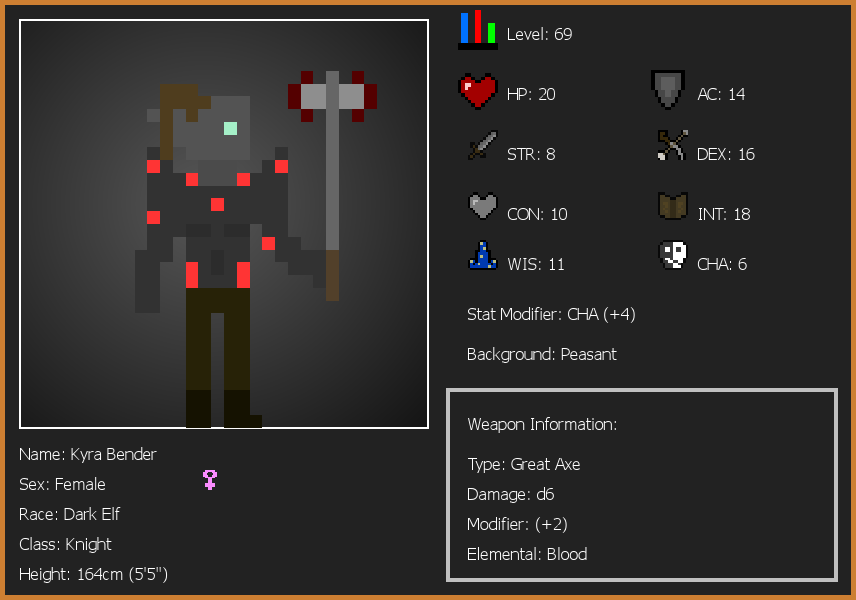 Level: 69
HP: 20
AC: 14
STR: 8
DEX: 16
CON: 10
INT: 18
WIS: 11
CHA: 6
Stat Modifier: CHA (+4)
Background: Peasant
Weapon Information:
Type: Great Axe
Damage: d6
Modifier: (+2)
Elemental: Blood
Name: Kyra Bender
Sex: Female
Race: Dark Elf
Class: Knight
Height: 164cm (5'5")